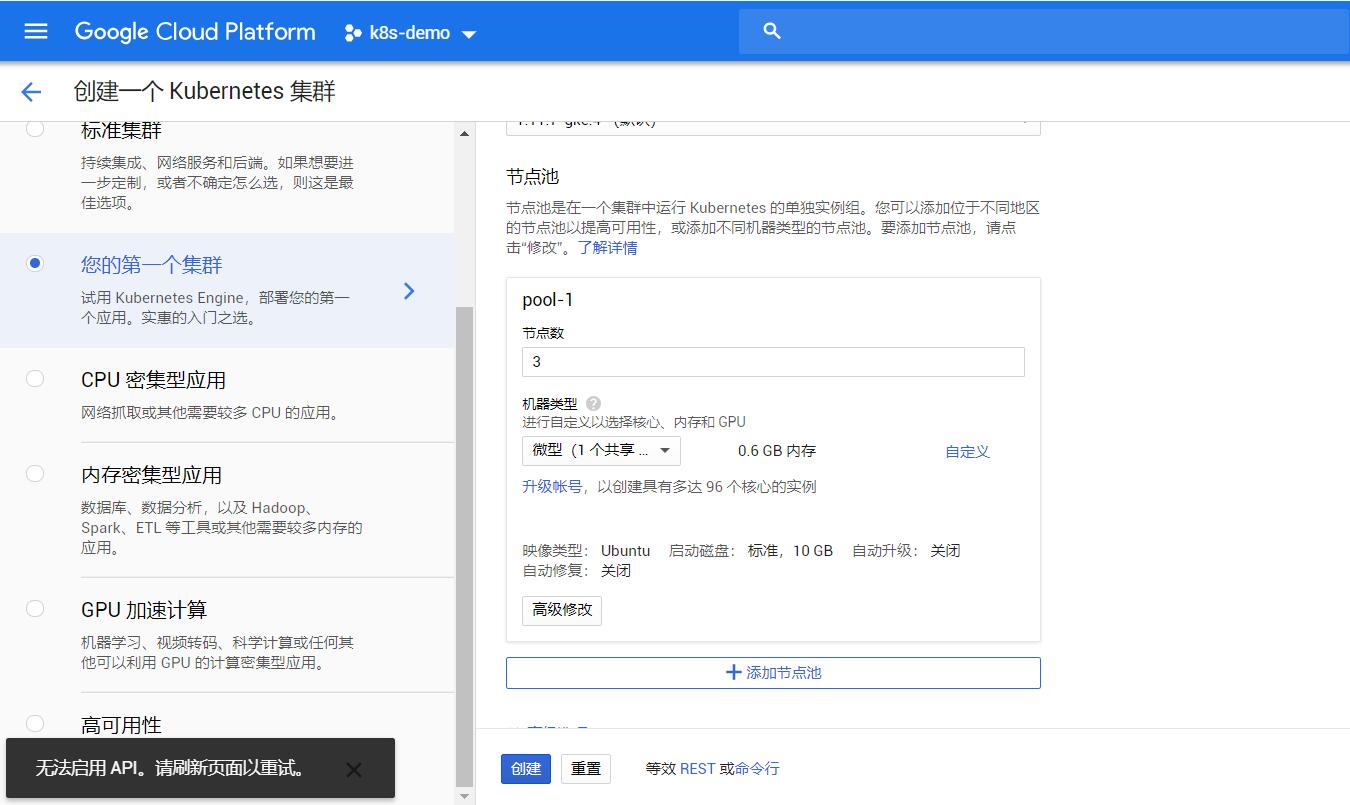 Google Cloud Platform
k8s-demo
创建一个 Kubernetes 集群
标准集群
持续集成、网络服务和后端。如果想要进
一步定制，或者不确定怎么选，则这是最
佳选项。
您的第一个集群
试用 Kubernetes Engine，部署您的第一
个应用。实惠的入门之选。
CPU 密集型应用
网络抓取或其他需要较多 CPU 的应用。
内存密集型应用
数据库、数据分析，以及 Hadoop、
Spark、ETL 等工具或其他需要较多内存的
应用。
GPU 加速计算
机器学习、视频转码、科学计算或任何其
他可以利用 GPU 的计算密集型应用。
高可用性
无法启用 API。请刷新页面以重试。
节点池
节点池是在一个集群中运行 Kubernetes 的单独实例组。您可以添加位于不同地区
的节点池以提高可用性，或添加不同机器类型的节点池。要添加节点池，请点
击“修改”。了解详情
pool-1
节点数
3
机器类型 ?
进行自定义以选择核心、内存和 GPU
微型（1 个共享 ... 0.6 GB 内存 自定义
升级帐号，以创建具有多达 96 个核心的实例
映像类型： Ubuntu 启动磁盘： 标准，10 GB 自动升级： 关闭
自动修复： 关闭
高级修改
添加节点池
创建 重置 等效 REST 或命令行